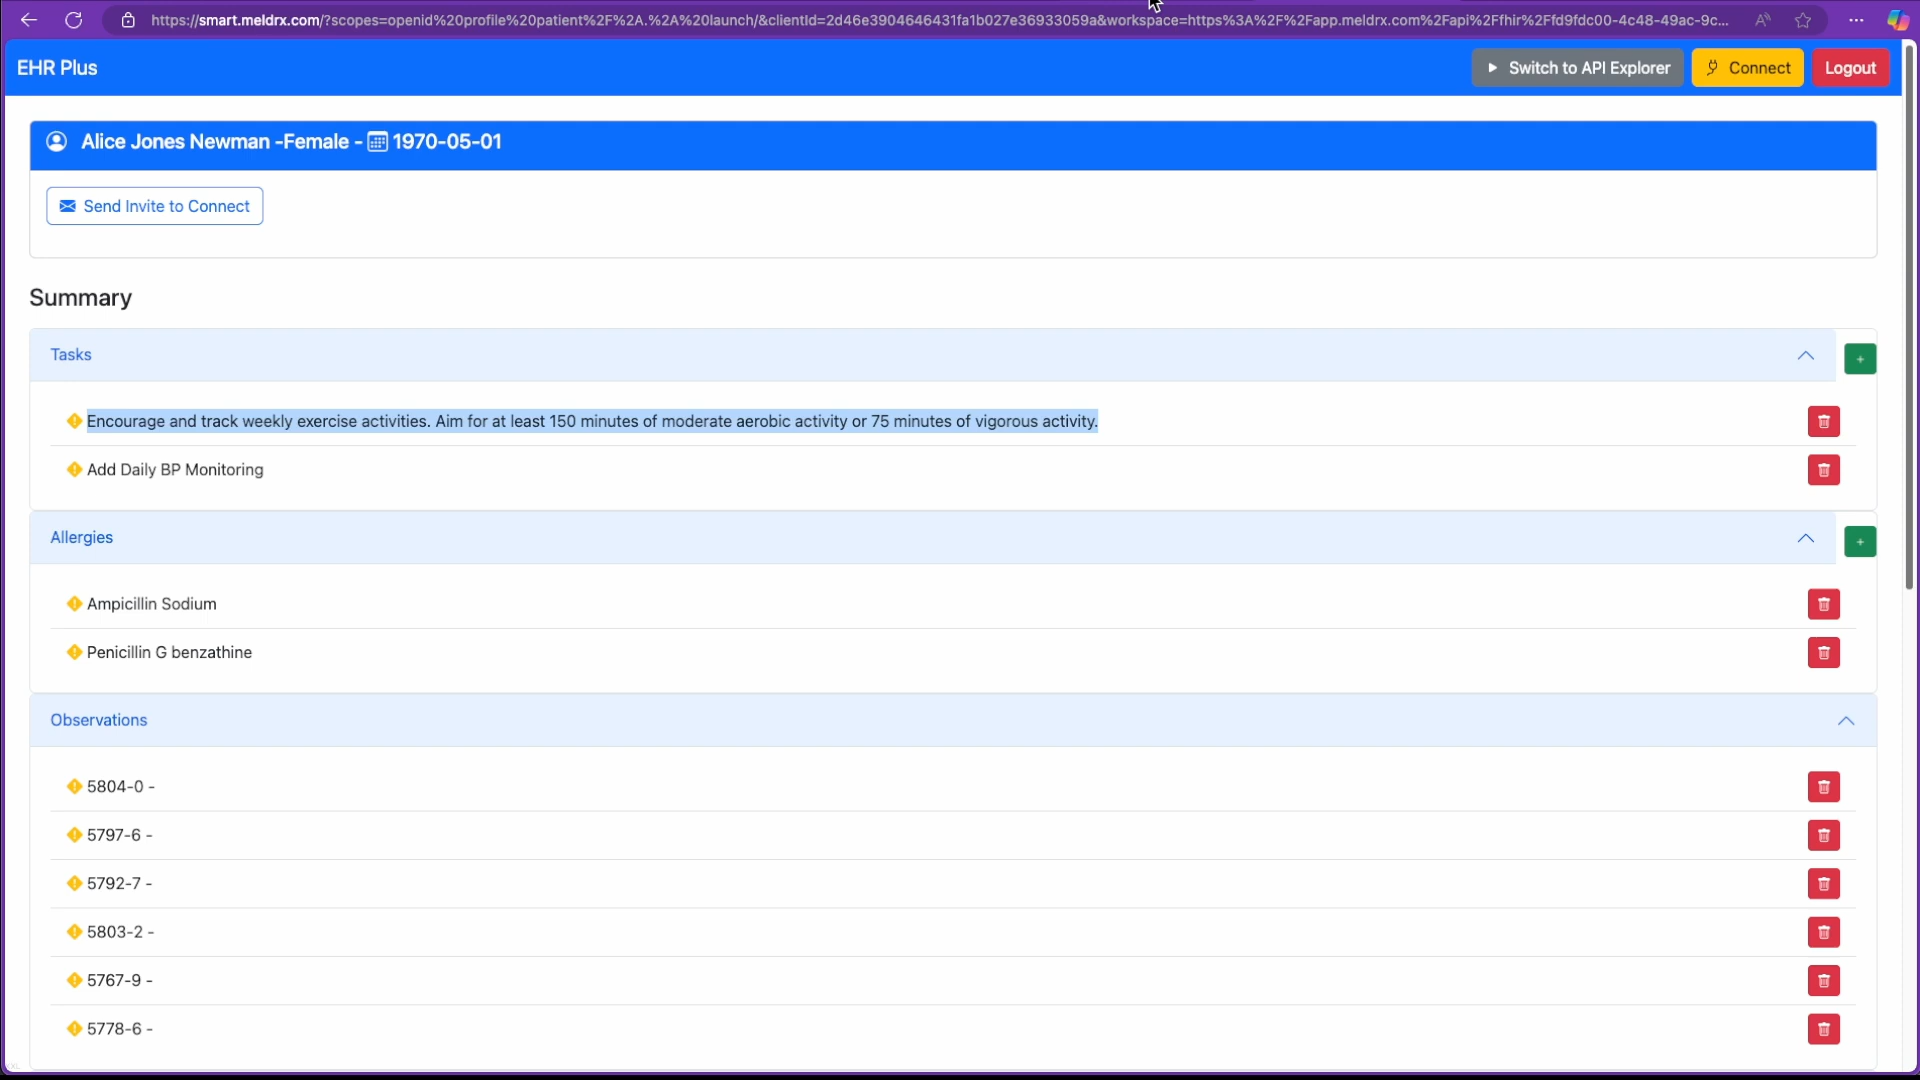 https://smart.meldrx.com/?scopes=openid%20profile%20patient%2F%2A.%2A%20launch/&clientId=2d46e3904646431fa1b027e36933059a&workspace=https%3A%2F%2Fapp.meldrx.com%2Fapi%2Ffhir%2Ffd9fdc00-4c48-49ac-9c...
EHR Plus
Switch to API Explorer
Connect
Logout
Alice Jones Newman -Female - 1970-05-01
Send Invite to Connect
Summary
Tasks
+
Encourage and track weekly exercise activities. Aim for at least 150 minutes of moderate aerobic activity or 75 minutes of vigorous activity.
Add Daily BP Monitoring
Allergies
+
Ampicillin Sodium
Penicillin G benzathine
Observations
5804-0 -
5797-6 -
5792-7 -
5803-2 -
5767-9 -
5778-6 -